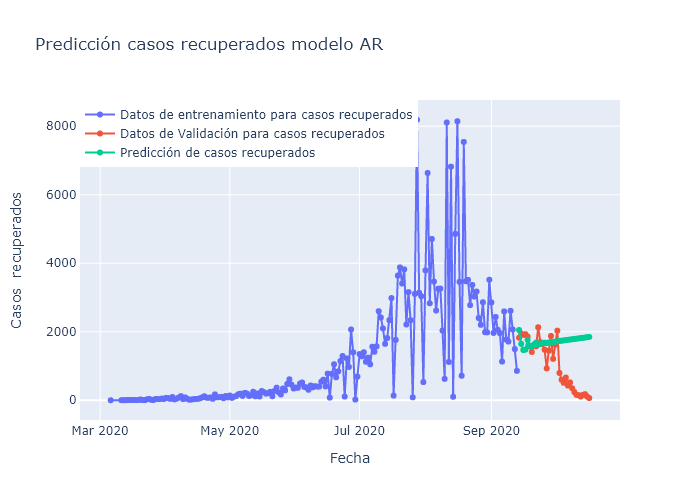 Predicción casos recuperados modelo AR
Datos de entrenamiento para casos recuperados
Datos de Validación para casos recuperados
Predicción de casos recuperados
8000
6000
4000
2000
0
Casos recuperados
Mar 2020
May 2020
Jul 2020
Sep 2020
Fecha